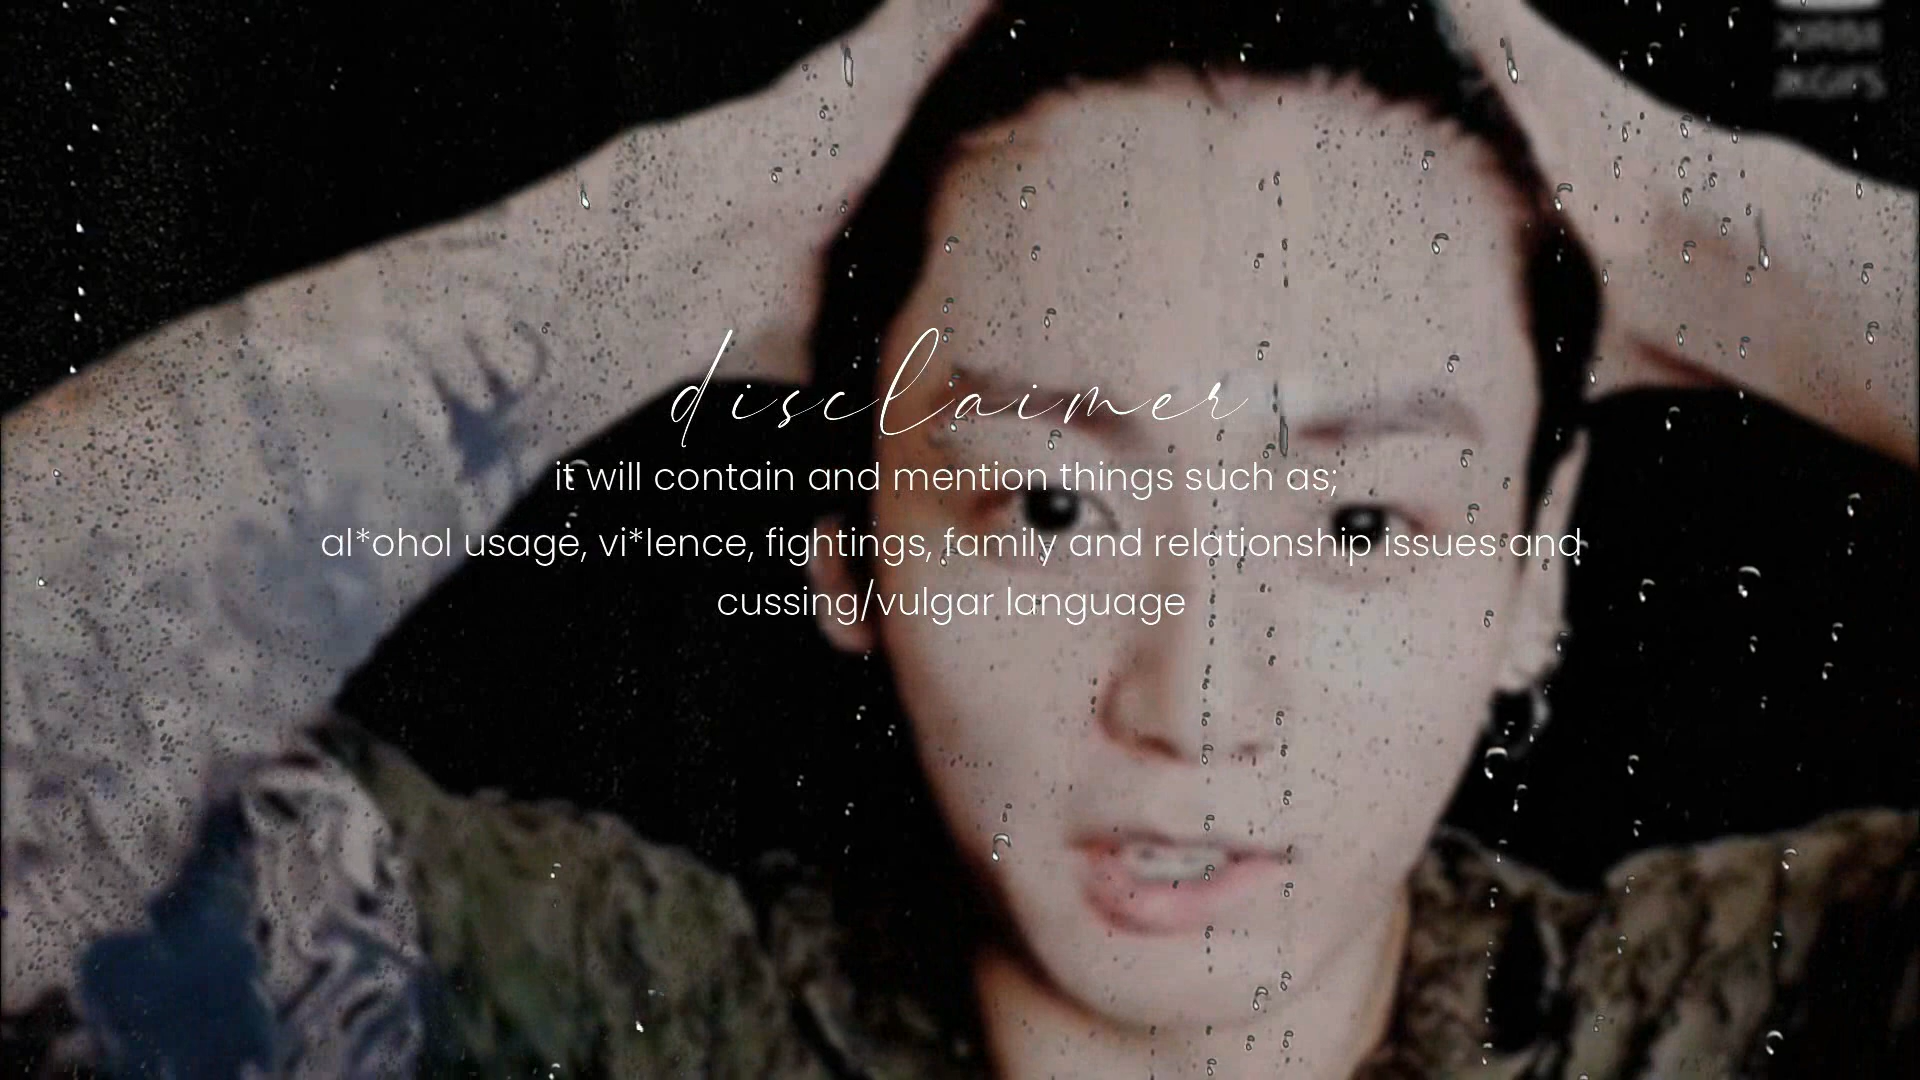 disclaimer
it will contain and mention things such as;
al*ohol usage, vi*lence, fightings, family and relationship issues and
cussing/vulgar language
JKGIFS